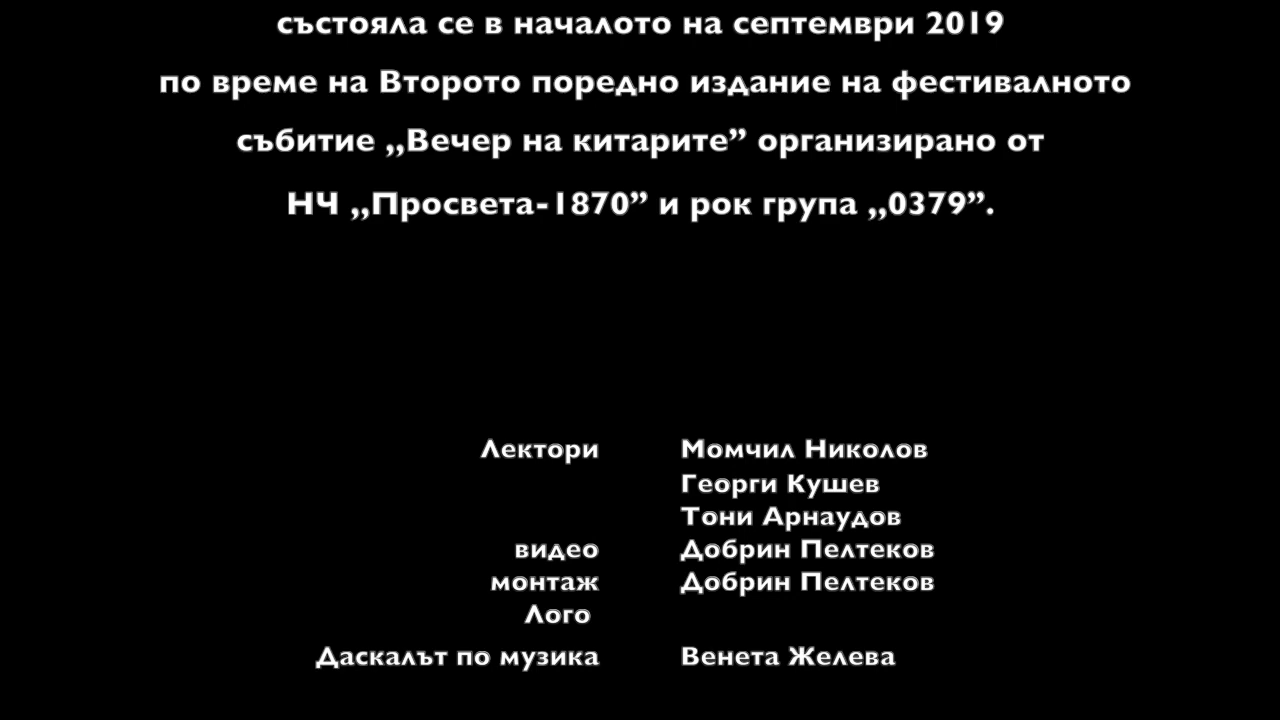 състояла се в началото на септември 2019
по време на Второто поредно издание на фестивалното
събитие ,,Вечер на китарите” организирано от
НЧ ,,Просвета-1870” и рок група ,,0379”.
Лектори Момчил Николов
Георги Кушев
Тони Арнаудов
видео Добрин Пелтеков
монтаж Добрин Пелтеков
Лого
Даскалът по музика Венета Желева